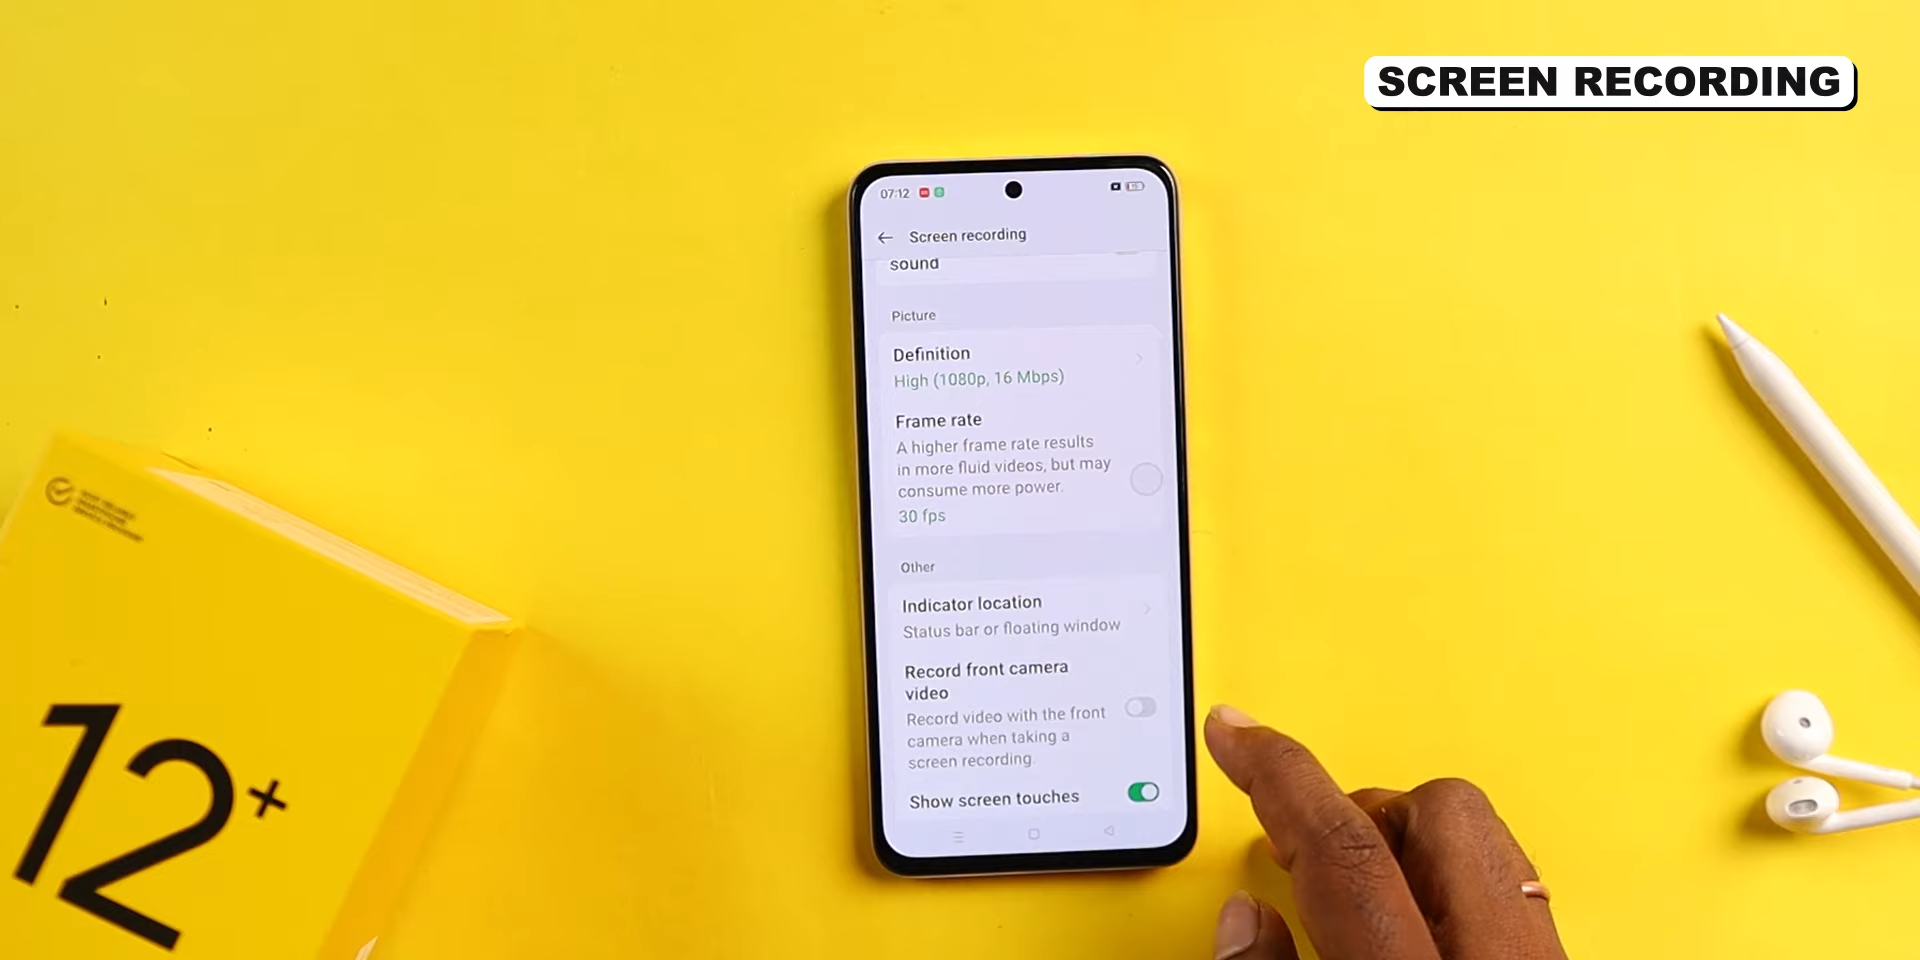 SCREEN RECORDING
07:12
Screen recording
sound
Picture
Definition
High (1080p, 16 Mbps)
Frame rate
A higher frame rate results
in more fluid videos, but may
consume more power.
30 fps
Other
Indicator location
Status bar or floating window
Record front camera
video
Record video with the front
camera when taking a
screen recording.
Show screen touches
12+